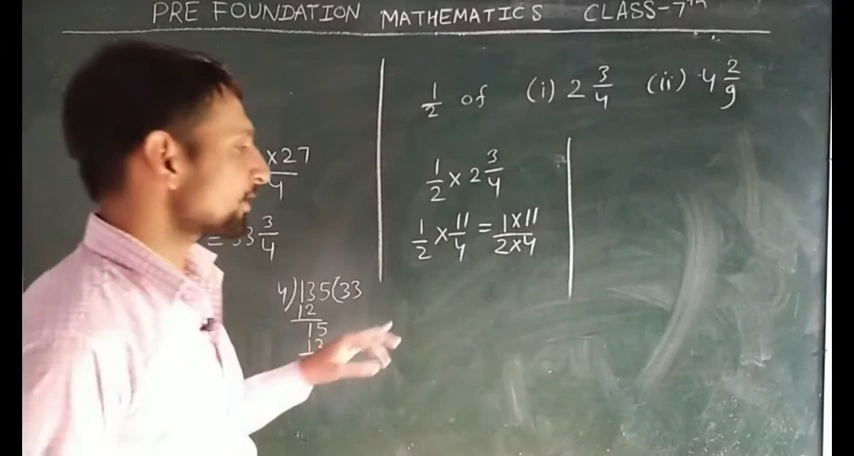 PRE FOUNDATION MATHEMATICS CLASS-7th
x27
4
= 33 3/4
4)135(33
12
15
12
1/2 of (i) 2 3/4 (ii) 4 2/9
1/2 x 2 3/4
1/2 x 11/4 = 1x11/2x4